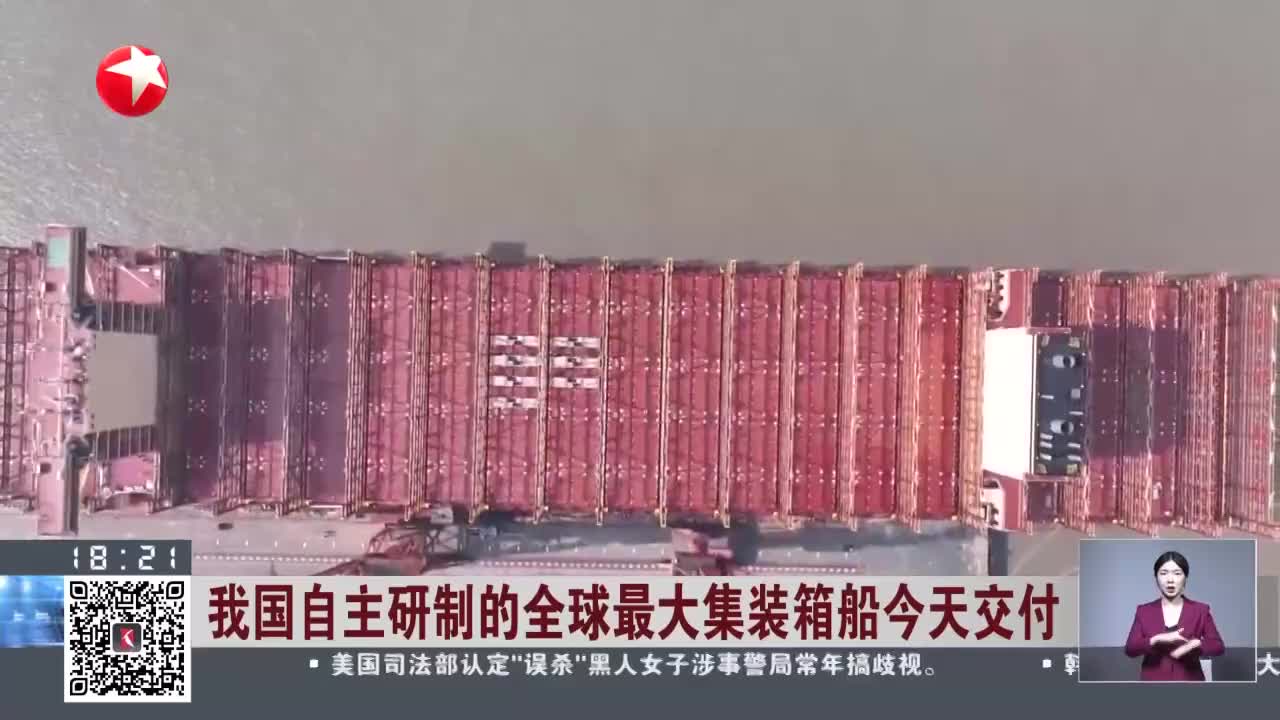 18:21
我国自主研制的全球最大集装箱船今天交付
▪ 美国司法部认定"误杀"黑人女子涉事警局常年搞歧视。 ▪ 韩 大